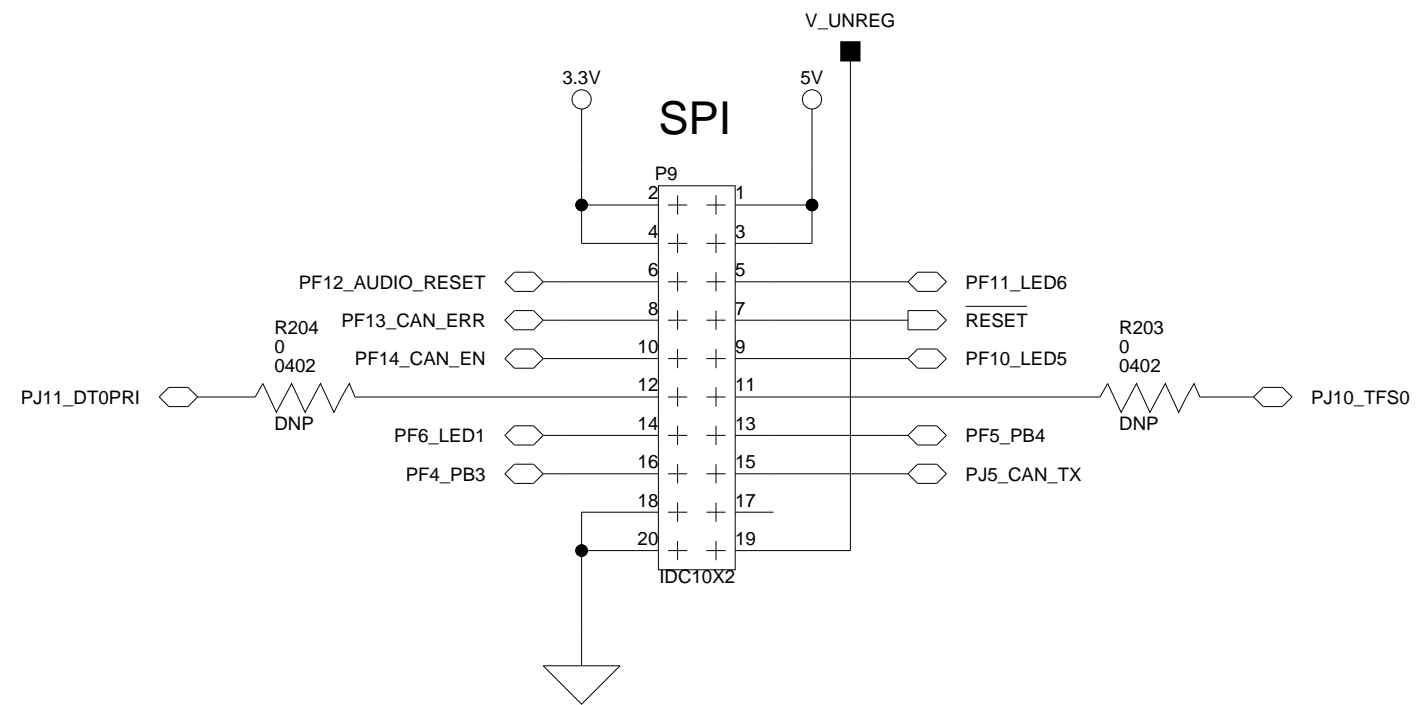 V_UNREG
3.3V
5V
SPI
P9
2 1
4 3
PF12_AUDIO_RESET 6 5 PF11_LED6
PF13_CAN_ERR 8 7 RESET
R204
0
0402
R203
0
0402
PF14_CAN_EN 10 9 PF10_LED5
PJ11_DT0PRI 12 11 PJ10_TFS0
DNP
DNP
PF6_LED1 14 13 PF5_PB4
PF4_PB3 16 15 PJ5_CAN_TX
18 17
20 19
IDC10X2